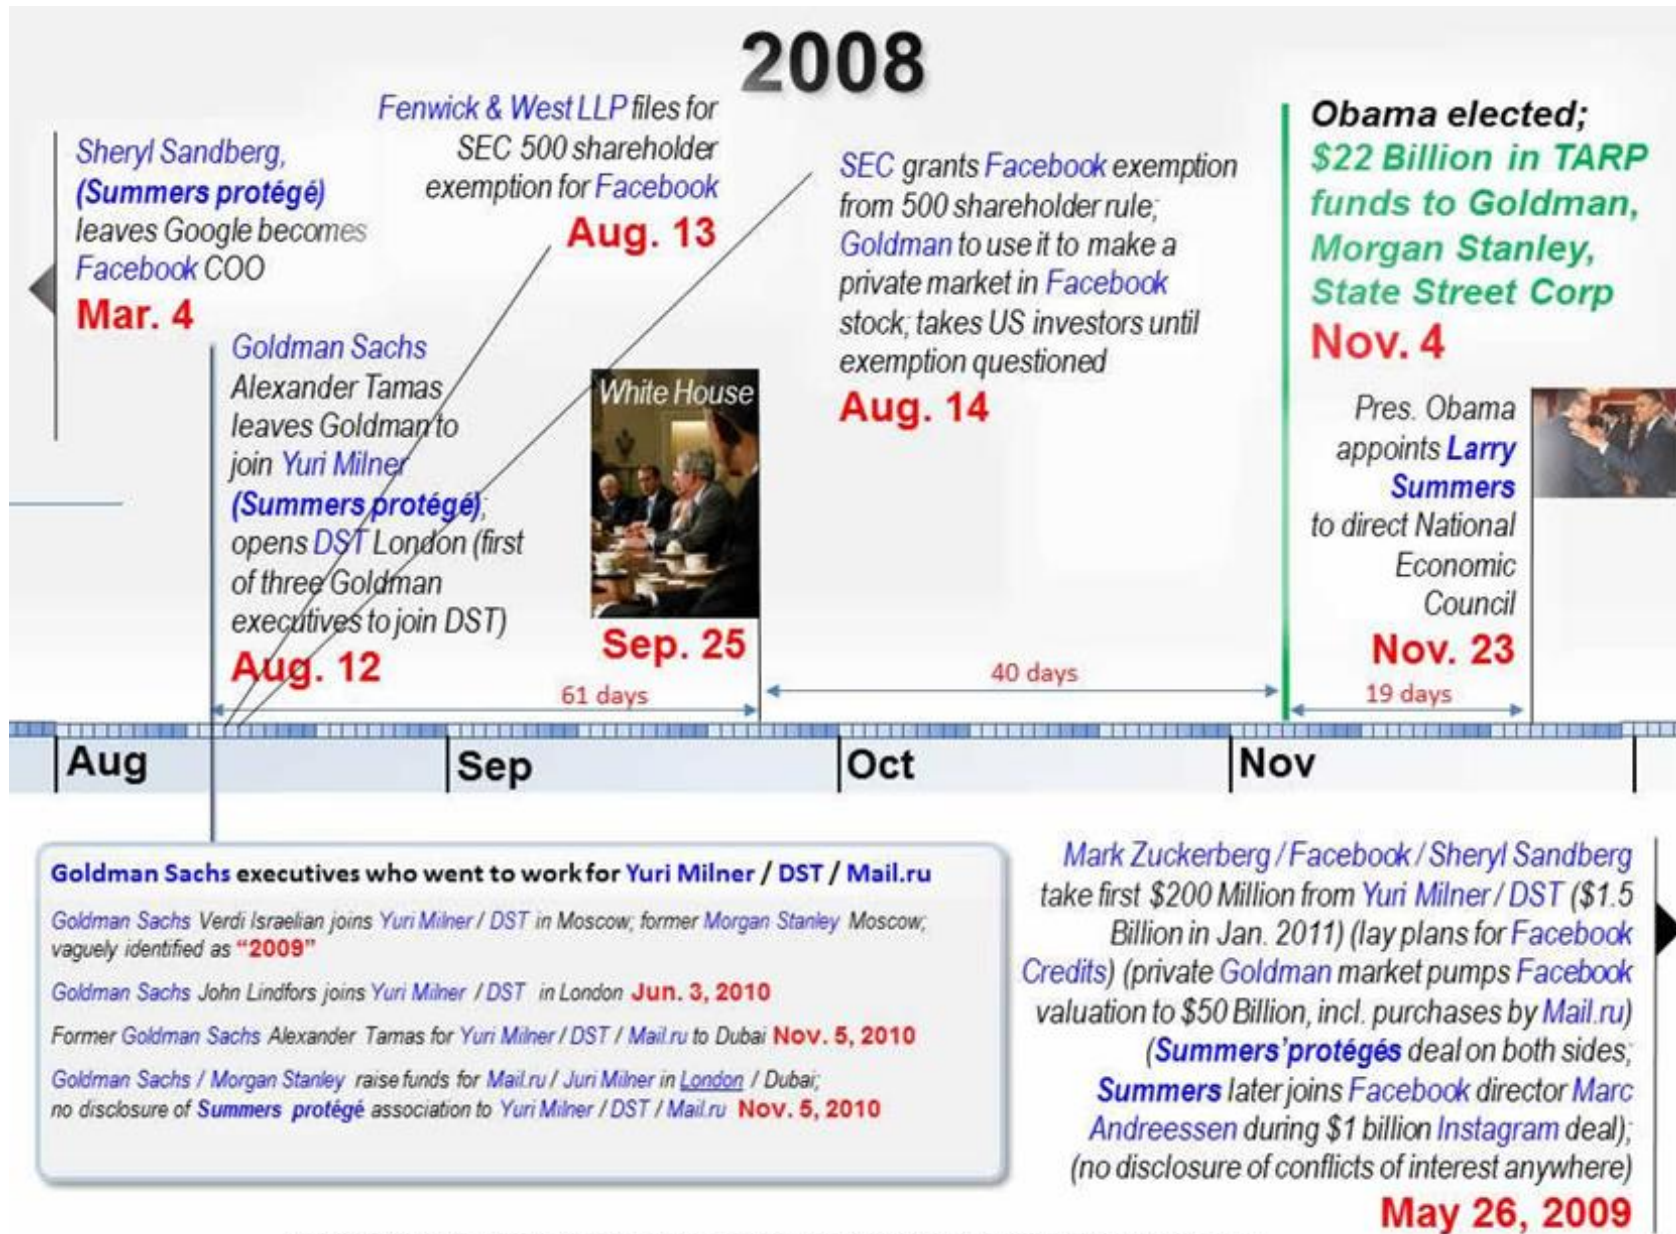 2008
Sheryl Sandberg,
(Summers protégé)
leaves Google becomes
Facebook COO
Mar. 4
Fenwick & West LLP files for
SEC 500 shareholder
exemption for Facebook
Aug. 13
SEC grants Facebook exemption
from 500 shareholder rule;
Goldman to use it to make a
private market in Facebook
stock; takes US investors until
exemption questioned
Aug. 14
Obama elected;
$22 Billion in TARP
funds to Goldman,
Morgan Stanley,
State Street Corp
Nov. 4
Goldman Sachs
Alexander Tamas
leaves Goldman to
join Yuri Milner
(Summers protégé);
opens DST London (first
of three Goldman
executives to join DST)
Aug. 12
White House
Sep. 25
Pres. Obama
appoints Larry
Summers
to direct National
Economic
Council
Nov. 23
61 days
40 days
19 days
Aug
Sep
Oct
Nov
Goldman Sachs executives who went to work for Yuri Milner / DST / Mail.ru
Goldman Sachs Verdi Israelian joins Yuri Milner / DST in Moscow; former Morgan Stanley Moscow;
vaguely identified as “2009”
Goldman Sachs John Lindfors joins Yuri Milner / DST in London Jun. 3, 2010
Former Goldman Sachs Alexander Tamas for Yuri Milner / DST / Mail.ru to Dubai Nov. 5, 2010
Goldman Sachs / Morgan Stanley raise funds for Mail.ru / Juri Milner in London / Dubai;
no disclosure of Summers protégé association to Yuri Milner / DST / Mail.ru Nov. 5, 2010
Mark Zuckerberg / Facebook / Sheryl Sandberg
take first $200 Million from Yuri Milner / DST ($1.5
Billion in Jan. 2011) (lay plans for Facebook
Credits) (private Goldman market pumps Facebook
valuation to $50 Billion, incl. purchases by Mail.ru)
(Summers’protégés deal on both sides;
Summers later joins Facebook director Marc
Andreessen during $1 billion Instagram deal);
(no disclosure of conflicts of interest anywhere)
May 26, 2009